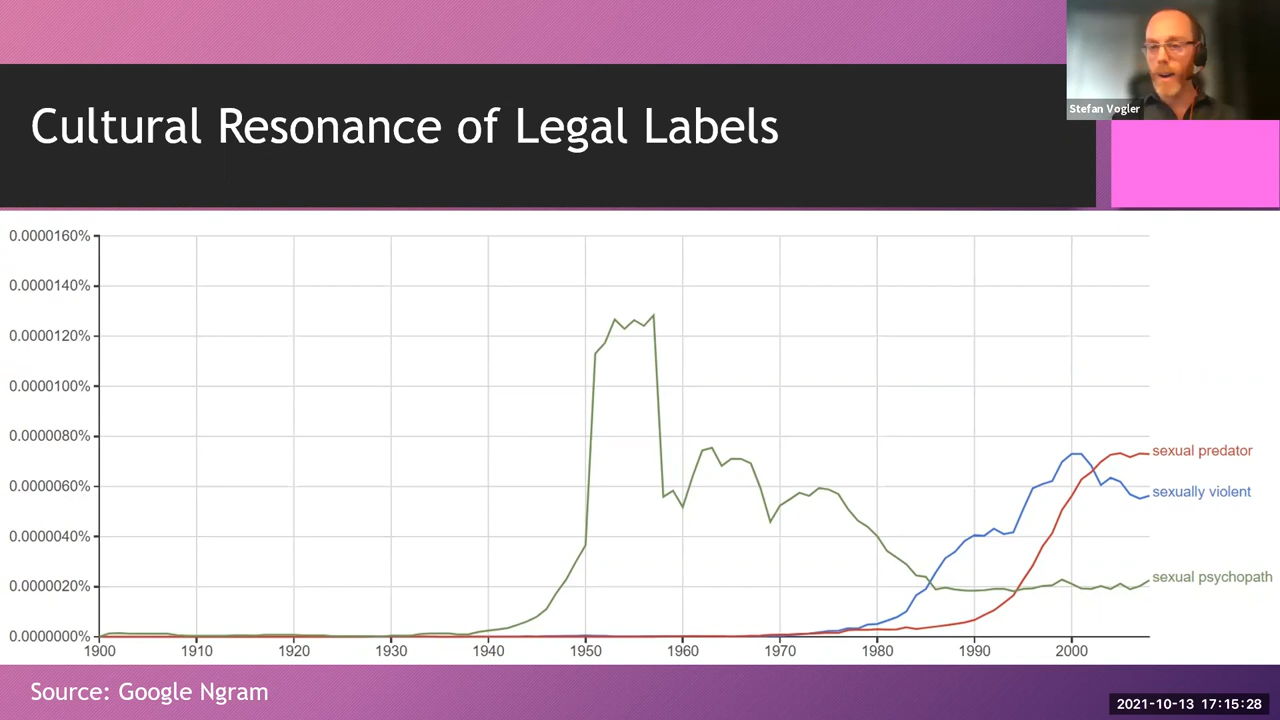 Stefan Vogler
Cultural Resonance of Legal Labels
0.0000160%
0.0000140%
0.0000120%
0.0000100%
0.0000080%
0.0000060%
0.0000040%
0.0000020%
0.0000000%
sexual predator
sexually violent
sexual psychopath
1900 1910 1920 1930 1940 1950 1960 1970 1980 1990 2000
Source: Google Ngram
2021-10-13 17:15:28